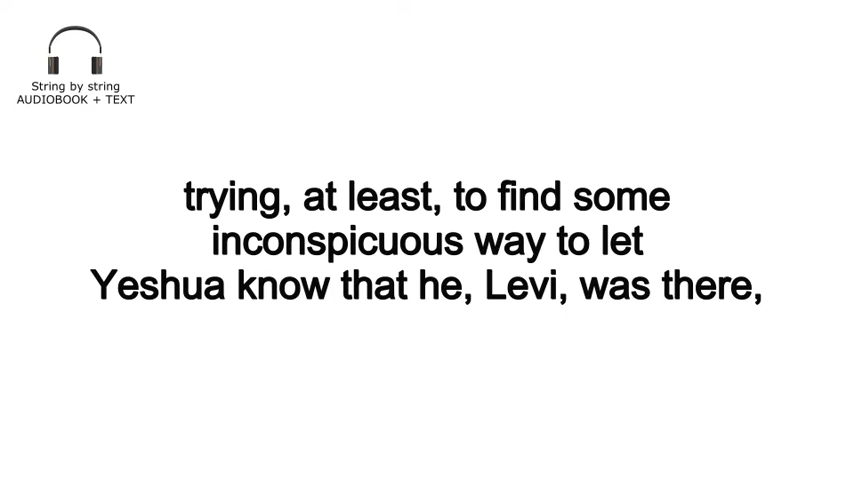 String by string
AUDIOBOOK + TEXT
trying, at least, to find some
inconspicuous way to let
Yeshua know that he, Levi, was there,